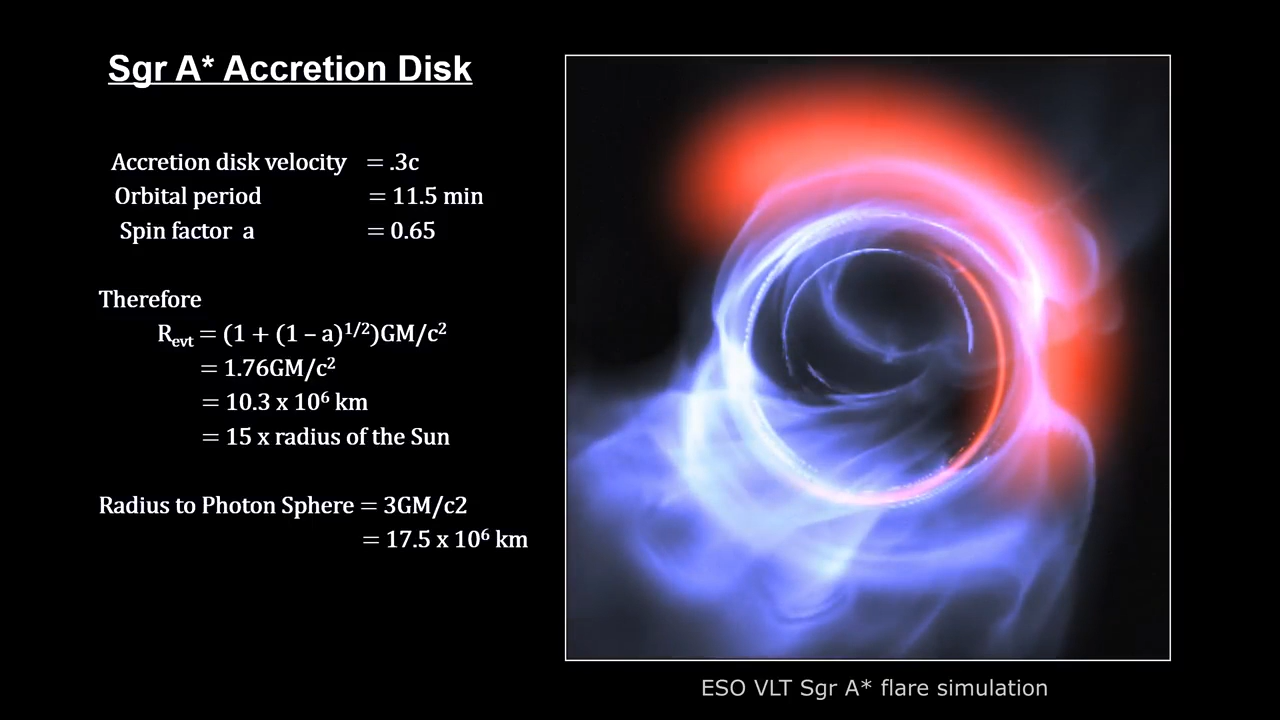 Sgr A* Accretion Disk
Accretion disk velocity = .3c
Orbital period = 11.5 min
Spin factor a = 0.65
Therefore
R_evt = (1 + (1 – a)^1/2)GM/c²
= 1.76GM/c²
= 10.3 x 10⁶ km
= 15 x radius of the Sun
Radius to Photon Sphere = 3GM/c2
= 17.5 x 10⁶ km
ESO VLT Sgr A* flare simulation